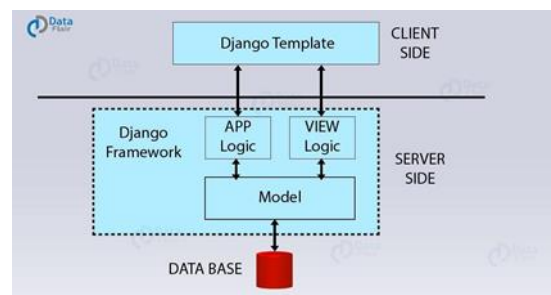 Data
Flair
Django Template
CLIENT
SIDE
Django
Framework
APP
Logic
VIEW
Logic
SERVER
SIDE
Model
DATA BASE